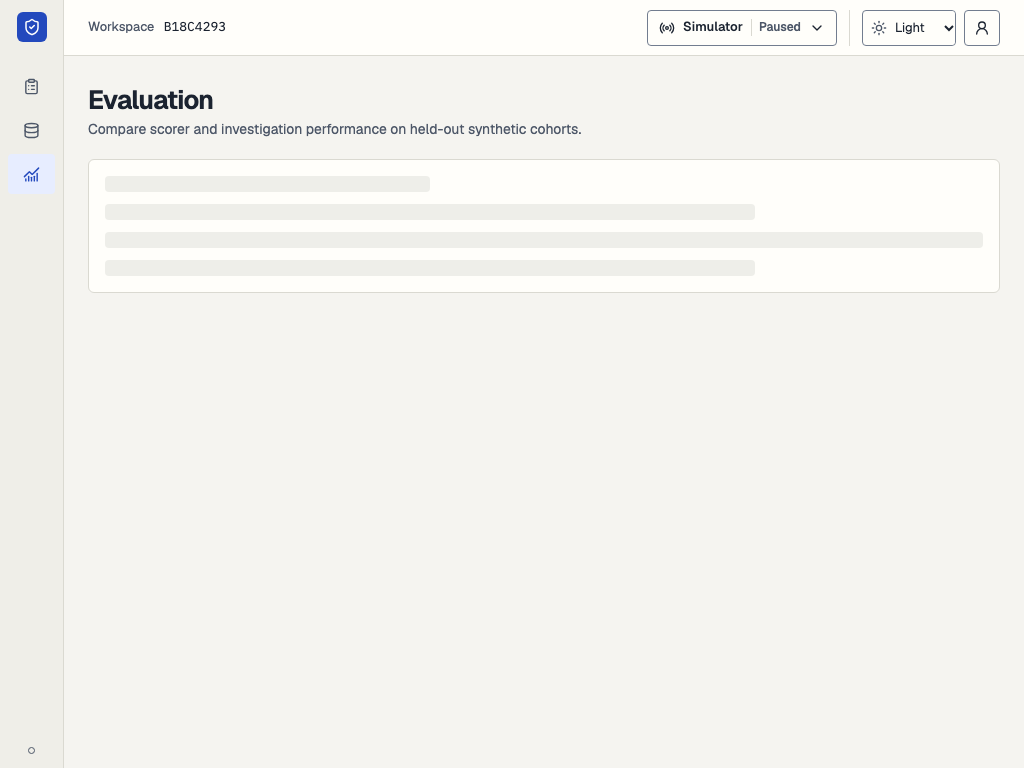 Workspace B18C4293
Simulator Paused
Light
Evaluation
Compare scorer and investigation performance on held-out synthetic cohorts.